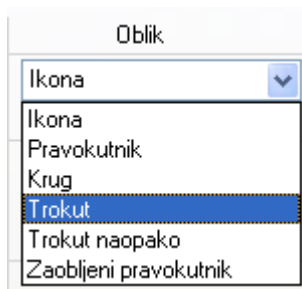 Oblik
Ikona
Ikona
Pravokutnik
Krug
Trokut
Trokut naopako
Zaobljeni pravokutnik